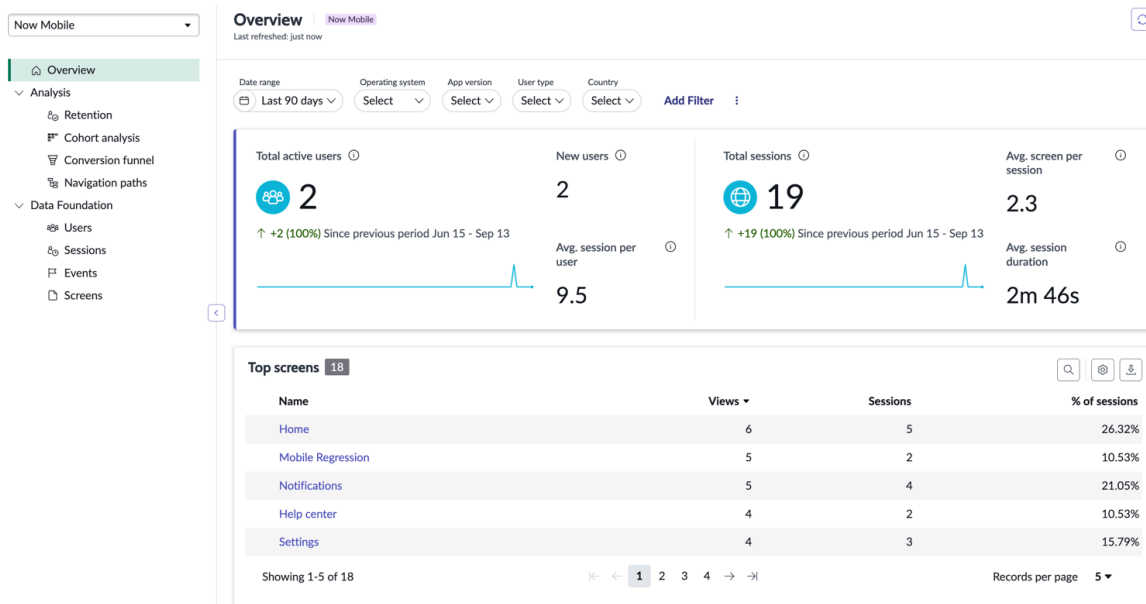 Now Mobile
Overview
Analysis
Retention
Cohort analysis
Conversion funnel
Navigation paths
Data Foundation
Users
Sessions
Events
Screens
Overview Now Mobile
Last refreshed: just now
Date range Operating system App version User type Country
Last 90 days Select Select Select Select Add Filter
Total active users
2
+2 (100%) Since previous period Jun 15 - Sep 13
New users
2
Avg. session per
user
9.5
Total sessions
19
+19 (100%) Since previous period Jun 15 - Sep 13
Avg. screen per
session
2.3
Avg. session
duration
2m 46s
Top screens 18
Name Views Sessions % of sessions
Home 6 5 26.32%
Mobile Regression 5 2 10.53%
Notifications 5 4 21.05%
Help center 4 2 10.53%
Settings 4 3 15.79%
Showing 1-5 of 18 1 2 3 4 Records per page 5